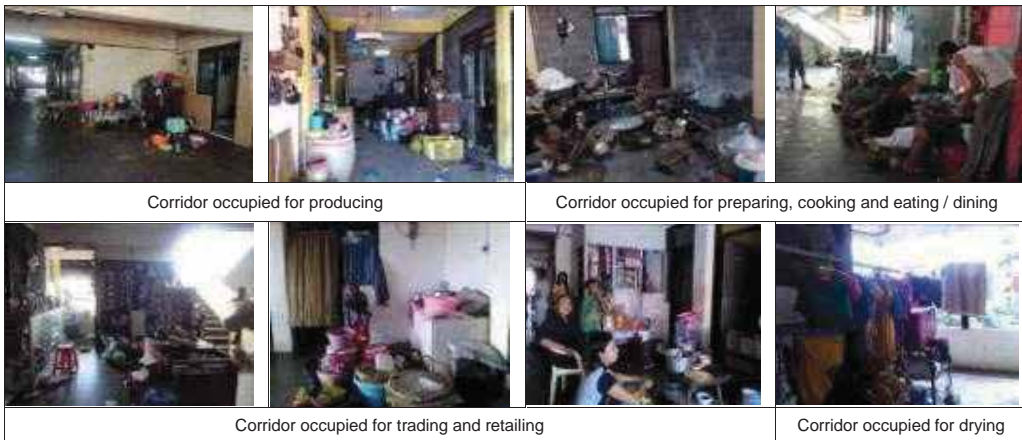 Corridor occupied for producing
Corridor occupied for preparing, cooking and eating / dining
Corridor occupied for trading and retailing
Corridor occupied for drying